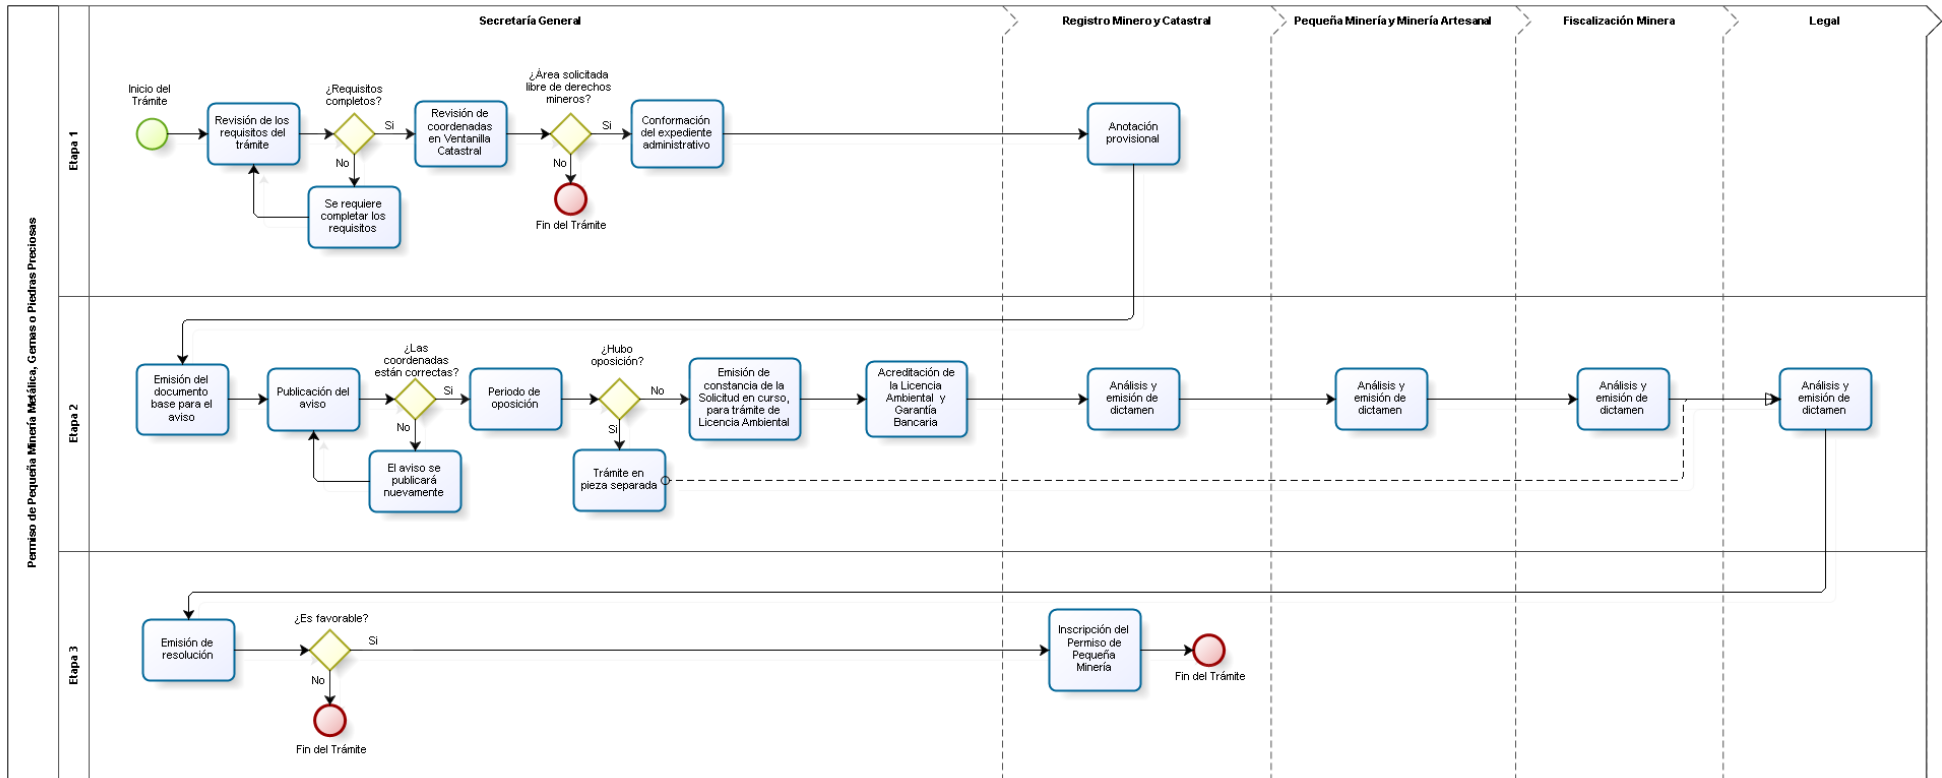 Secretaría General
Registro Minero y Catastral
Pequeña Minería y Minería Artesanal
Fiscalización Minera
Legal
Permiso de Pequeña Minería Metálica, Gemas o Piedras Preciosas
Etapa 1
Inicio del
Trámite
Revisión de los
requisitos del
trámite
¿Requisitos
completos?
Si
No
Se requiere
completar los
requisitos
Revisión de
coordenadas
en Ventanilla
Catastral
¿Área solicitada
libre de derechos
mineros?
Si
No
Fin del Trámite
Conformación
del expediente
administrativo
Anotación
provisional
Etapa 2
Emisión del
documento
base para el
aviso
Publicación del
aviso
¿Las
coordenadas
están correctas?
Si
No
El aviso se
publicará
nuevamente
Periodo de
oposición
¿Hubo
oposición?
No
Si
Trámite en
pieza separada
Emisión de
constancia de la
Solicitud en curso,
para trámite de
Licencia Ambiental
Acreditación de
la Licencia
Ambiental y
Garantía
Bancaria
Análisis y
emisión de
dictamen
Análisis y
emisión de
dictamen
Análisis y
emisión de
dictamen
Análisis y
emisión de
dictamen
Etapa 3
Emisión de
resolución
¿Es favorable?
Si
No
Fin del Trámite
Inscripción del
Permiso de
Pequeña
Minería
Fin del Trámite